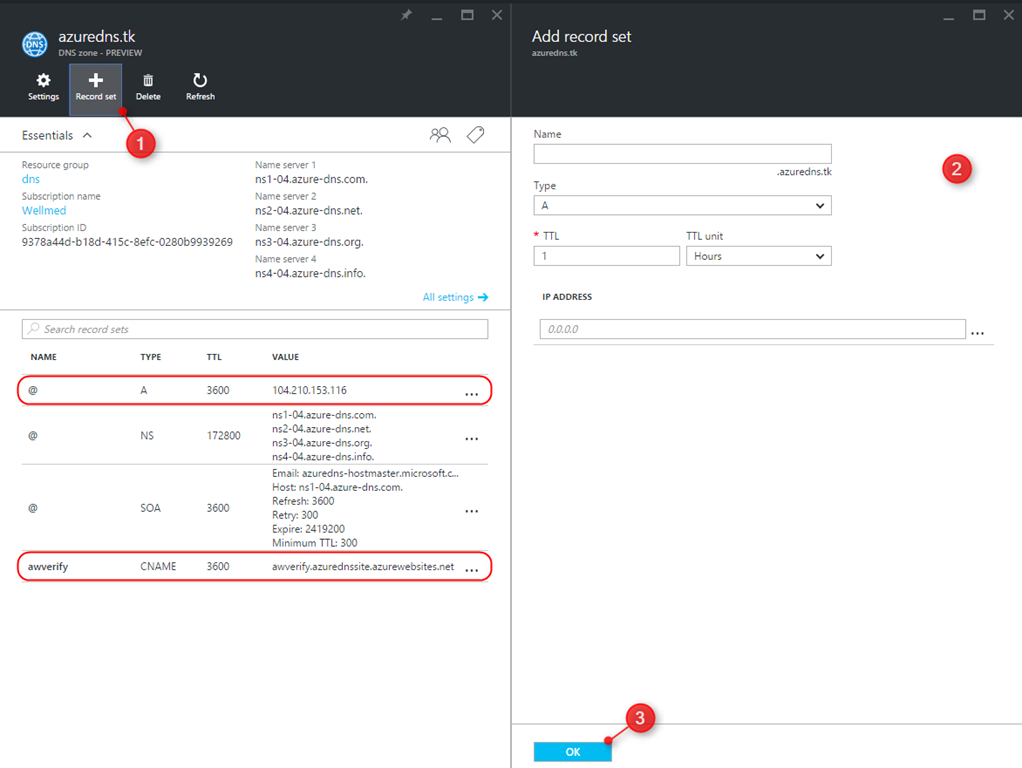 azuredns.tk
DNS
DNS zone - PREVIEW
Settings
Record set
Delete
Refresh
1
Essentials
Resource group
dns
Subscription name
Wellmed
Subscription ID
9378a44d-b18d-415c-8efc-0280b9939269
Name server 1
ns1-04.azure-dns.com.
Name server 2
ns2-04.azure-dns.net.
Name server 3
ns3-04.azure-dns.org.
Name server 4
ns4-04.azure-dns.info.
All settings
Search record sets
NAME TYPE TTL VALUE
@ A 3600 104.210.153.116 ...
@ NS 172800 ns1-04.azure-dns.com.
ns2-04.azure-dns.net.
ns3-04.azure-dns.org.
ns4-04.azure-dns.info.
...
@ SOA 3600 Email: azuredns-hostmaster.microsoft.c...
Host: ns1-04.azure-dns.com.
Refresh: 3600
Retry: 300
Expire: 2419200
Minimum TTL: 300
...
awverify CNAME 3600 awverify.azurednssite.azurewebsites.net ...
Add record set
azuredns.tk
Name
.azuredns.tk
2
Type
A
* TTL TTL unit
1 Hours
IP ADDRESS
0.0.0.0 ...
3
OK